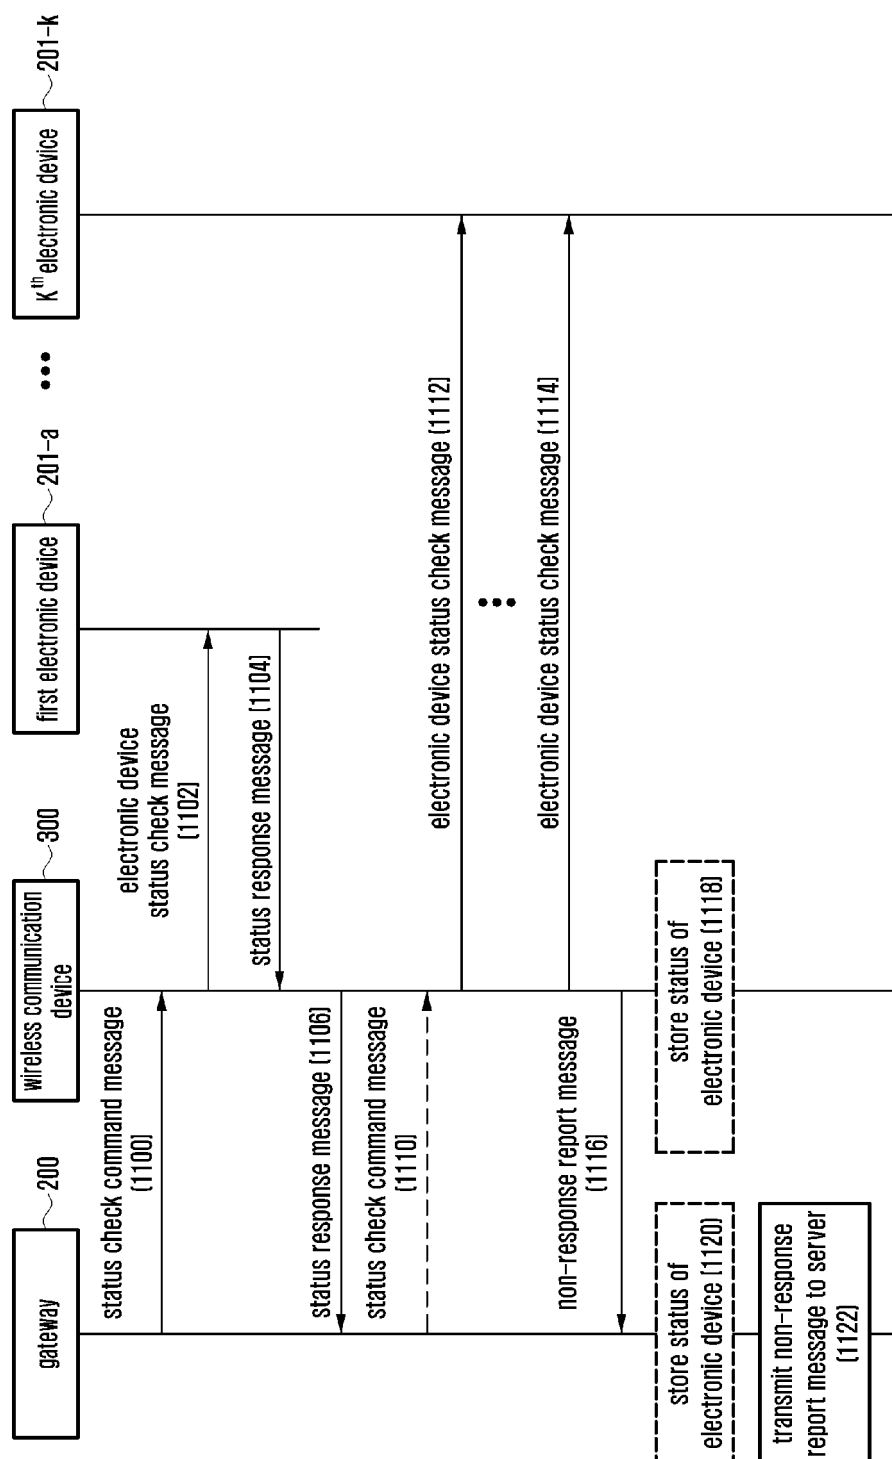 gateway
200
wireless communication
device
300
first electronic device
201-a
Kth electronic device
201-k
status check command message
(1100)
electronic device
status check message
(1102)
status response message (1104)
status response message (1106)
status check command message
(1110)
electronic device status check message (1112)
electronic device status check message (1114)
non-response report message
(1116)
store status of
electronic device (1118)
store status of
electronic device (1120)
transmit non-response
report message to server
(1122)